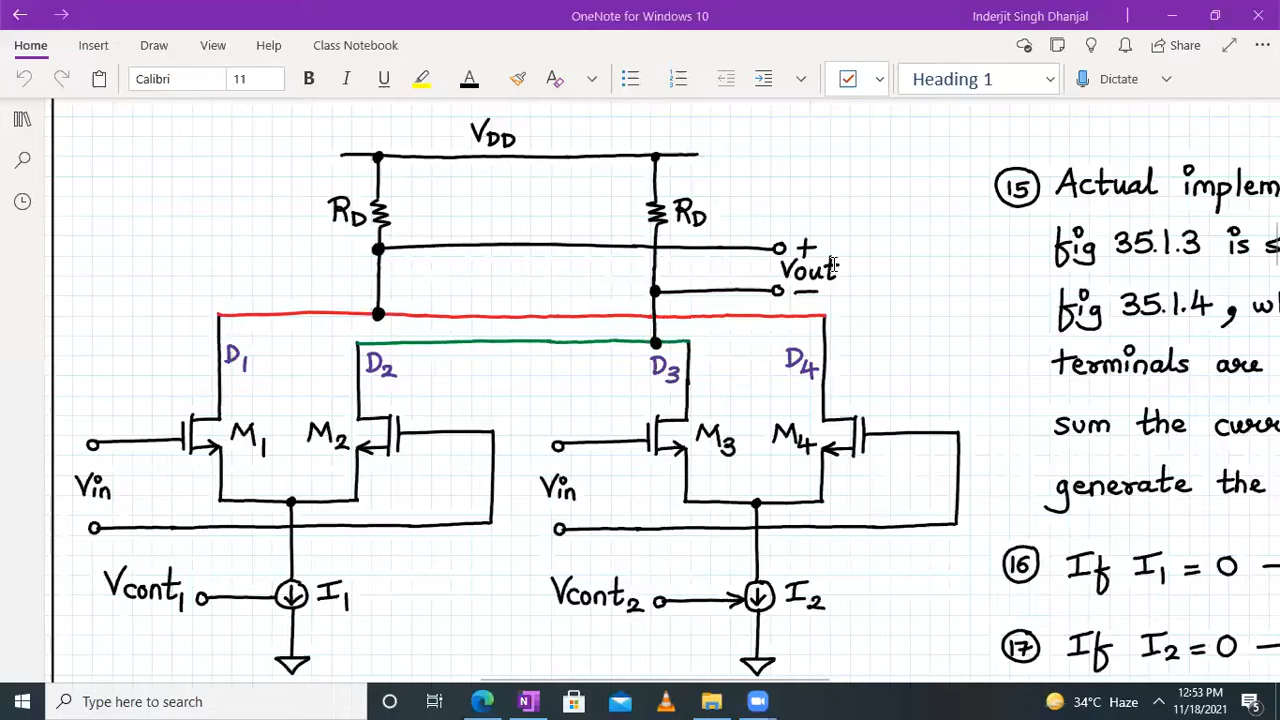 OneNote for Windows 10
Inderjit Singh Dhanjal
Home Insert Draw View Help Class Notebook
Share
Calibri 11 B I U A Heading 1 Dictate
VDD
RD RD
+
Vout
−
D1 D2 D3 D4
M1 M2 M3 M4
Vin Vin
Vcont1 I1 Vcont2 I2
15 Actual implem
fig 35.1.3 is s
fig 35.1.4, w
terminals are
sum the curr
generate the
16 If I1 = 0 −
17 If I2 = 0 −
Type here to search
34°C Haze
12:53 PM
11/18/2021
5